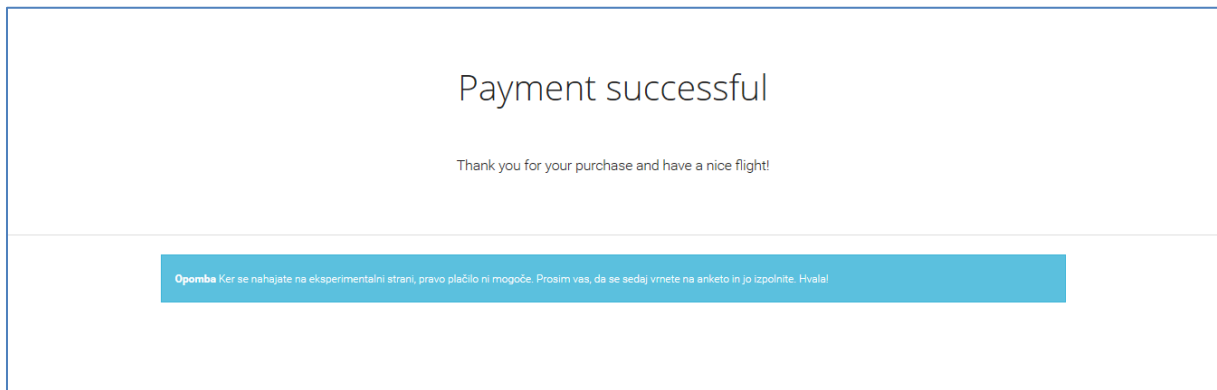 Payment successful
Thank you for your purchase and have a nice flight!
Opomba Ker se nahajate na eksperimentalni strani, pravo plačilo ni mogoče. Prosim vas, da se sedaj vrnete na anketo in jo izpolnite. Hvala!